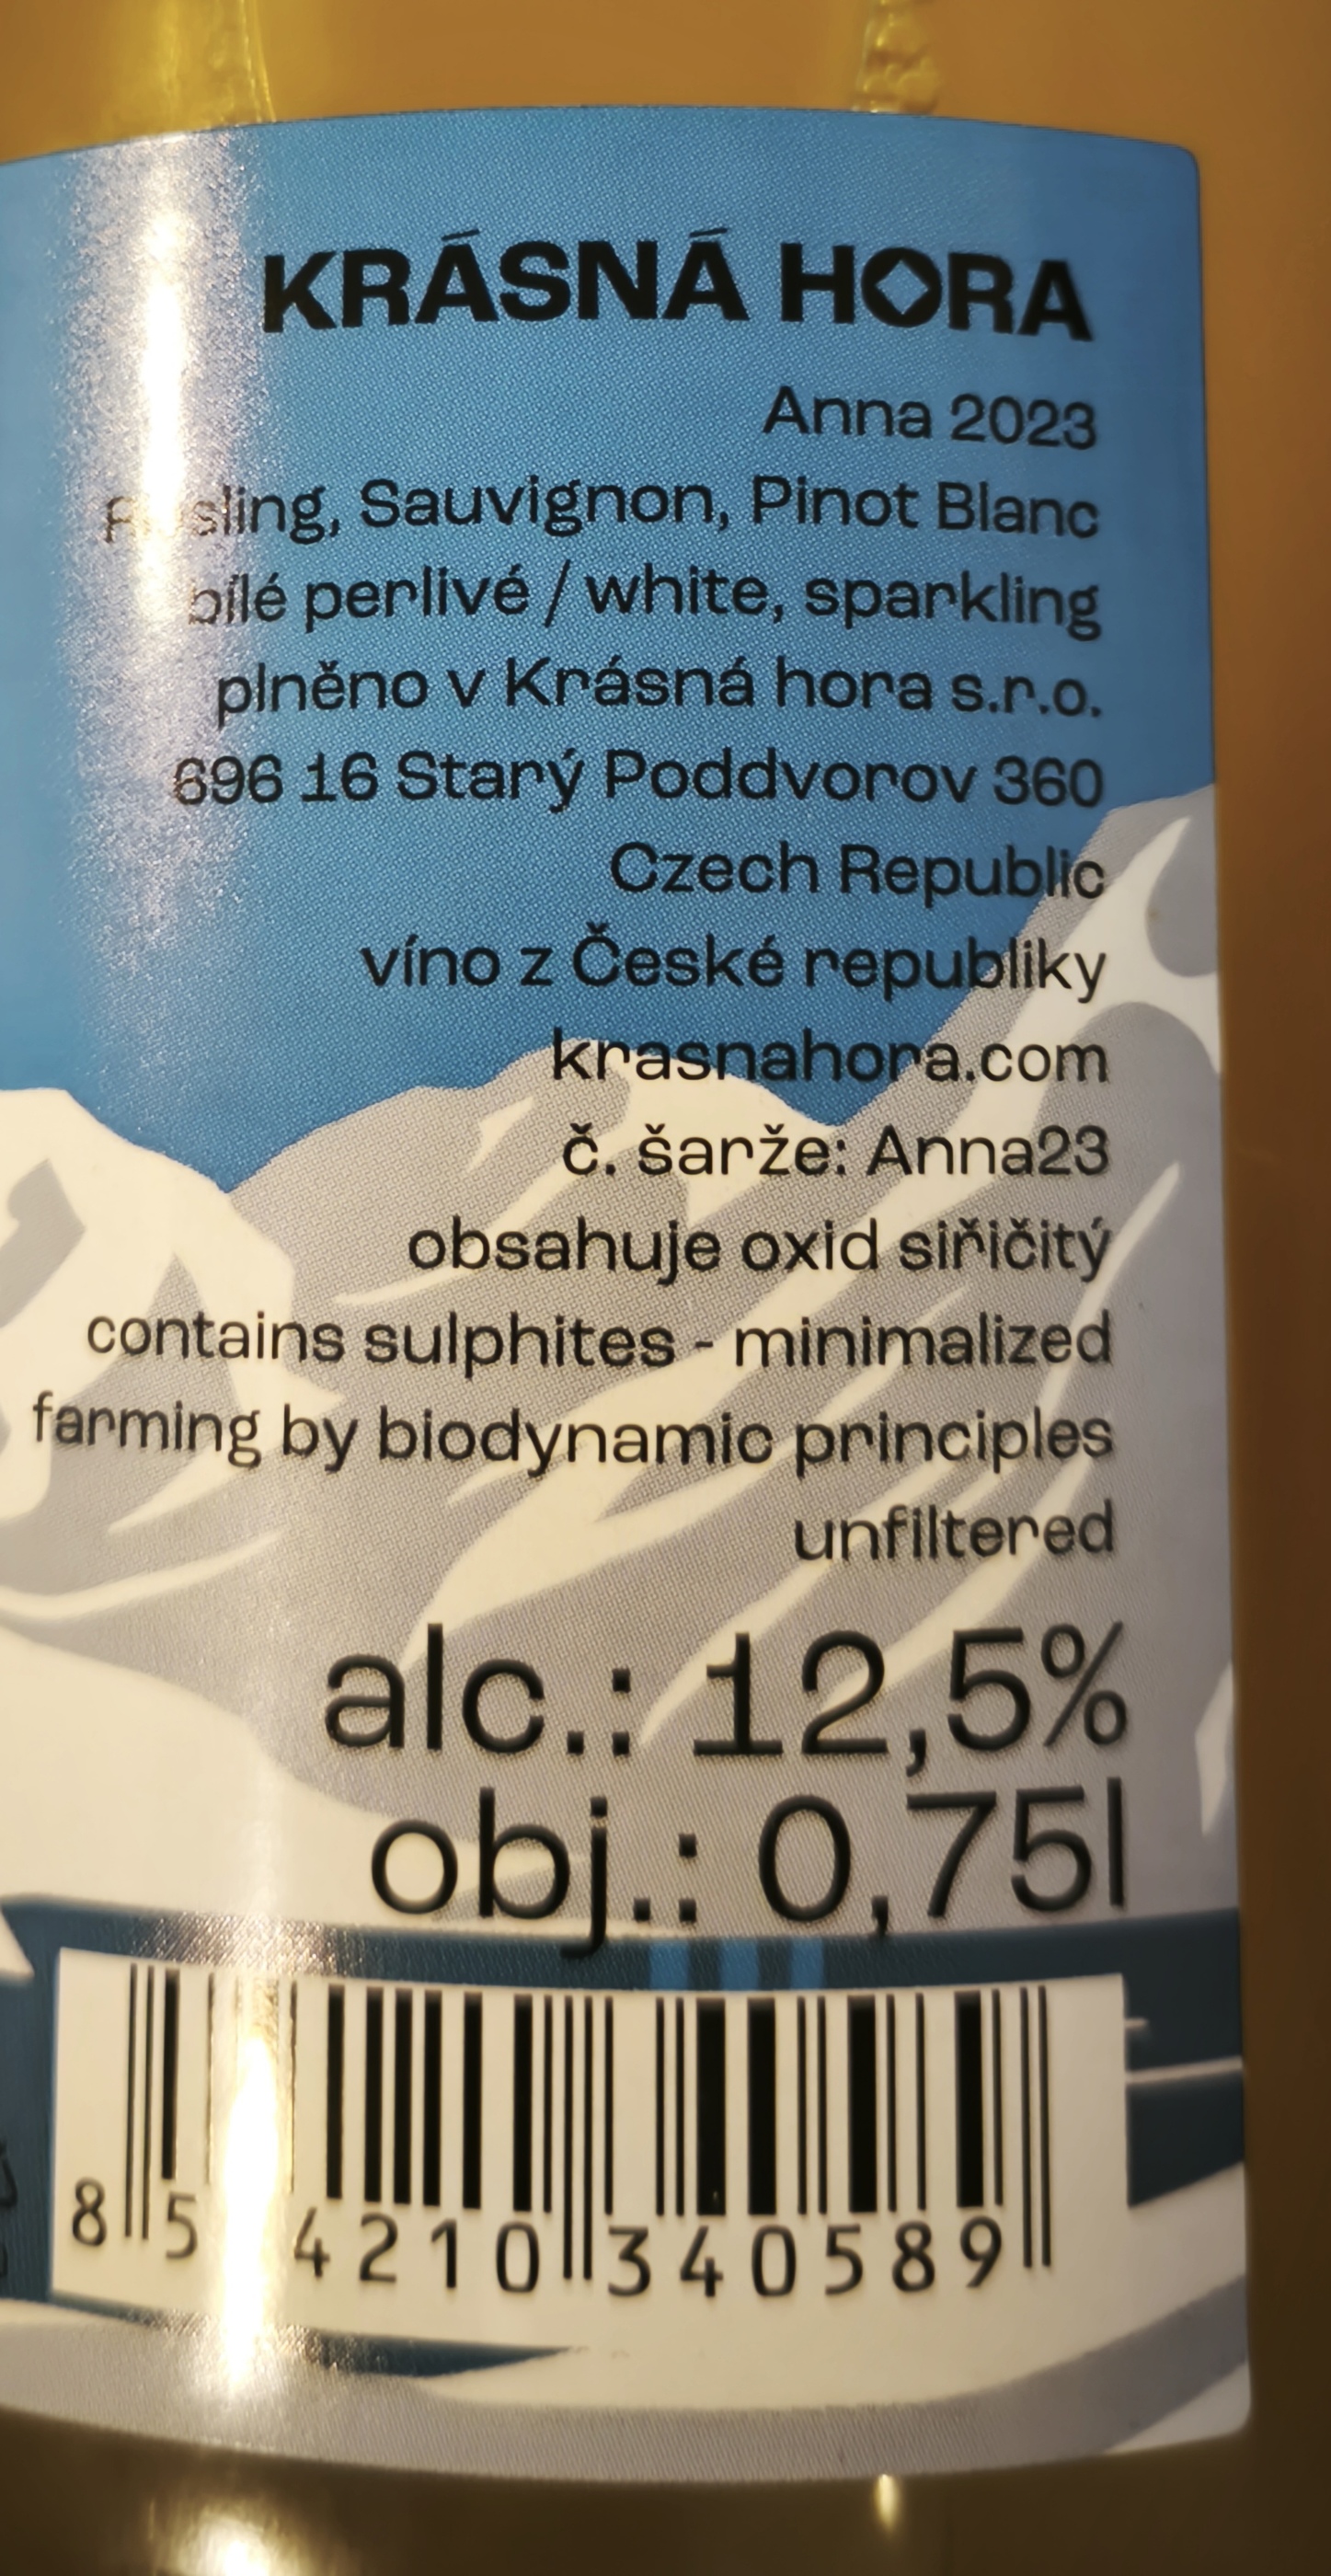 KRÁSNÁ HORA
Anna 2023
Riesling, Sauvignon, Pinot Blanc
bílé perlivé / white, sparkling
plněno v Krásná hora s.r.o.
696 16 Starý Poddvorov 360
Czech Republic
víno z České republiky
krasnahora.com
č. šarže: Anna23
obsahuje oxid siřičitý
contains sulphites - minimalized
farming by biodynamic principles
unfiltered
alc.: 12,5%
obj.: 0,75l
8 5 4210 340589